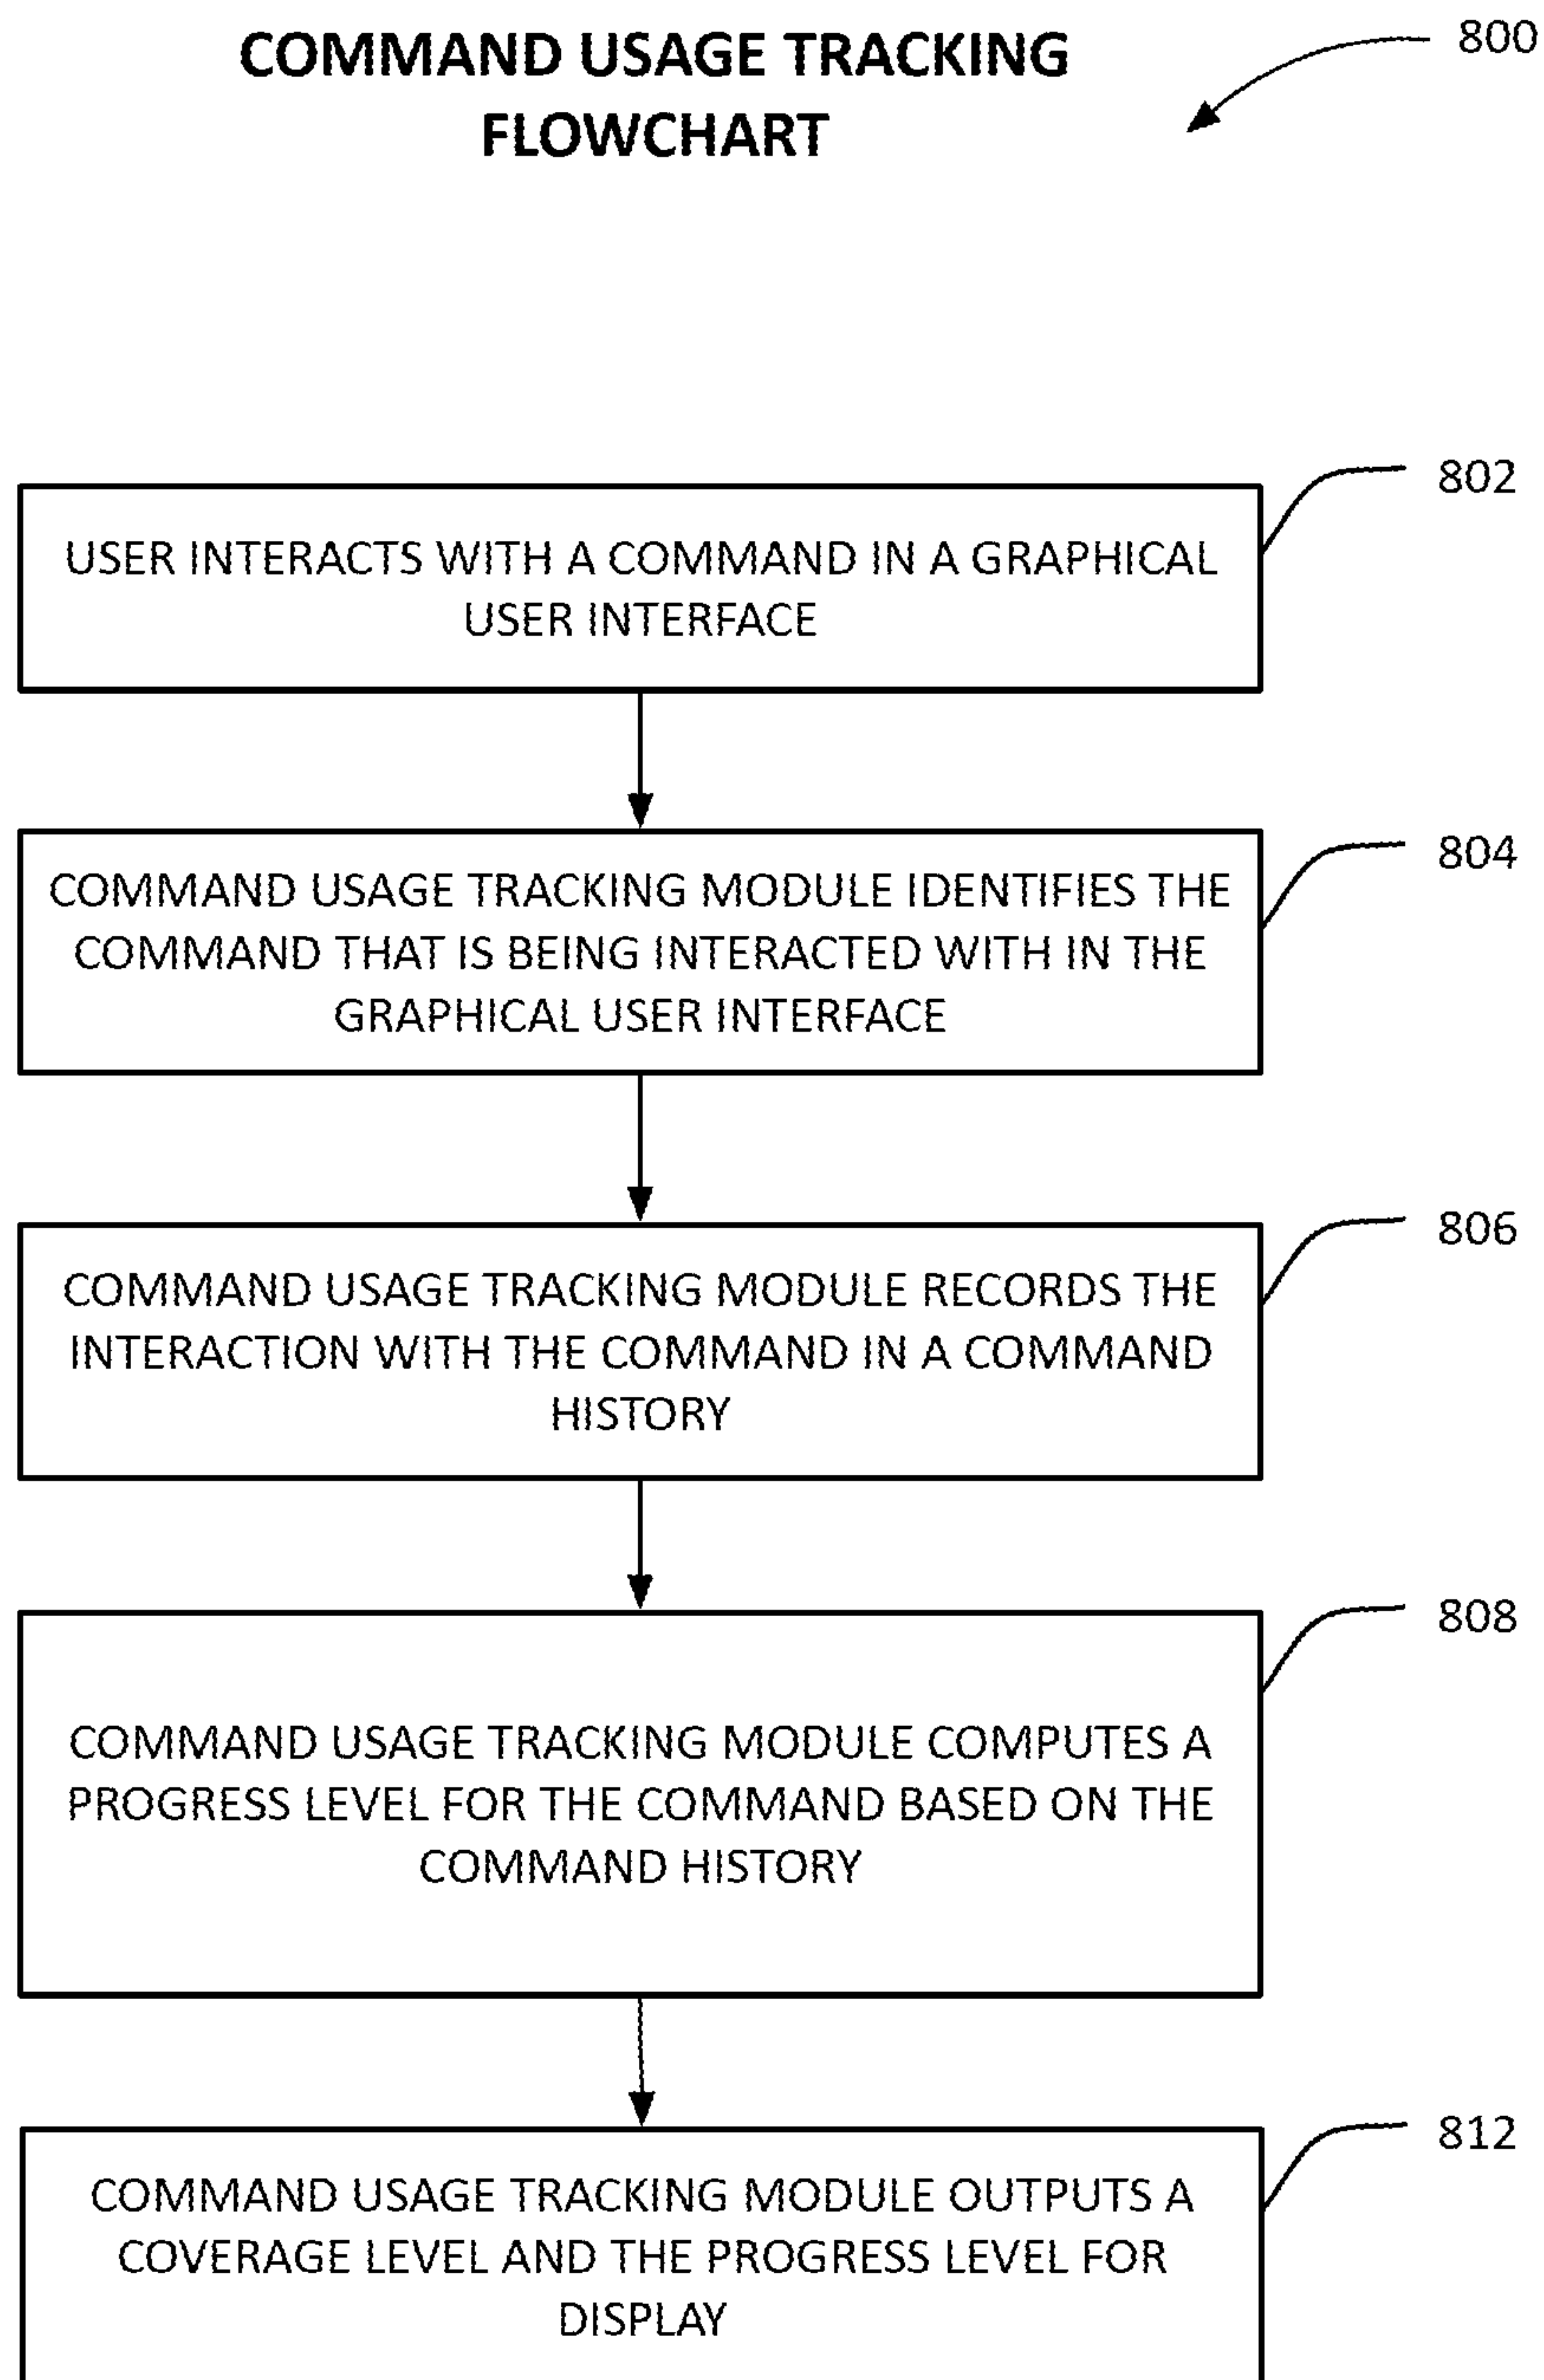 COMMAND USAGE TRACKING
FLOWCHART
800
802
USER INTERACTS WITH A COMMAND IN A GRAPHICAL
USER INTERFACE
804
COMMAND USAGE TRACKING MODULE IDENTIFIES THE
COMMAND THAT IS BEING INTERACTED WITH IN THE
GRAPHICAL USER INTERFACE
806
COMMAND USAGE TRACKING MODULE RECORDS THE
INTERACTION WITH THE COMMAND IN A COMMAND
HISTORY
808
COMMAND USAGE TRACKING MODULE COMPUTES A
PROGRESS LEVEL FOR THE COMMAND BASED ON THE
COMMAND HISTORY
812
COMMAND USAGE TRACKING MODULE OUTPUTS A
COVERAGE LEVEL AND THE PROGRESS LEVEL FOR
DISPLAY